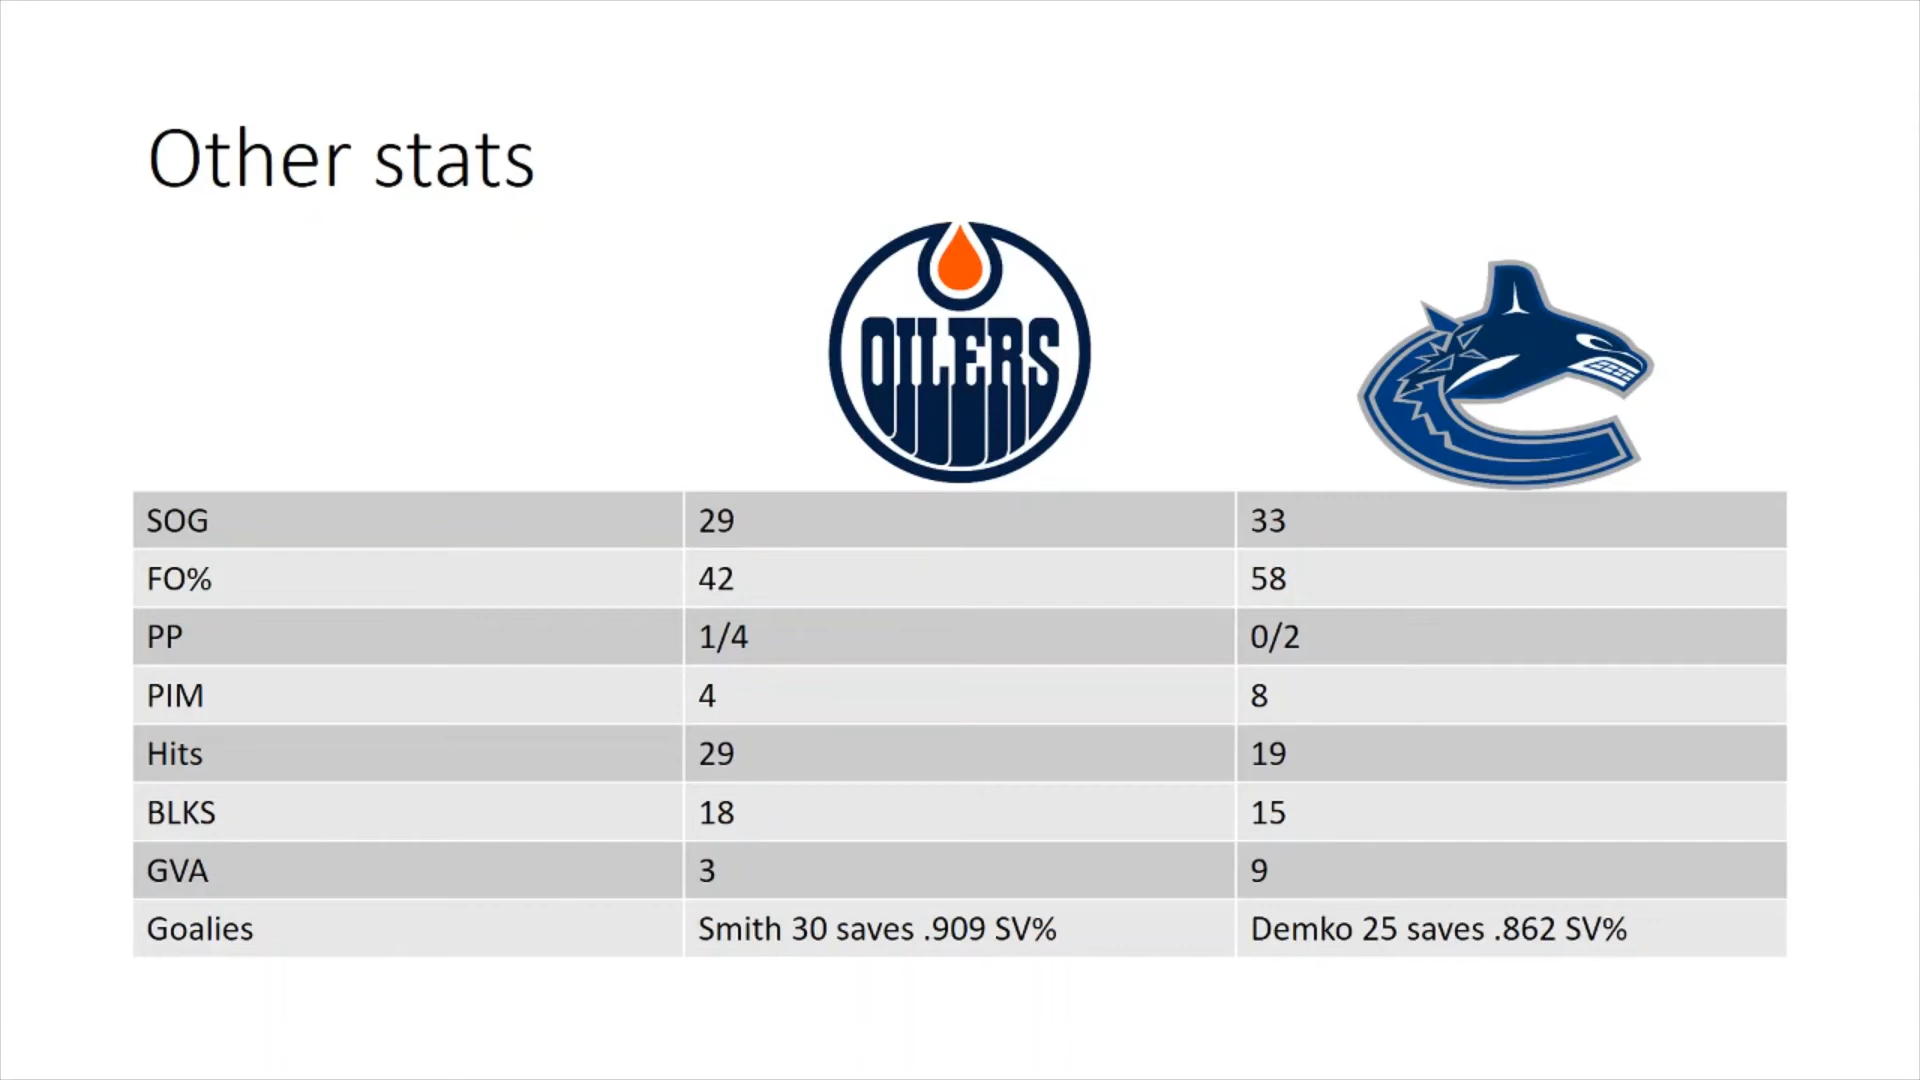 Other stats
OILERS
SOG 29 33
FO% 42 58
PP 1/4 0/2
PIM 4 8
Hits 29 19
BLKS 18 15
GVA 3 9
Goalies Smith 30 saves .909 SV% Demko 25 saves .862 SV%